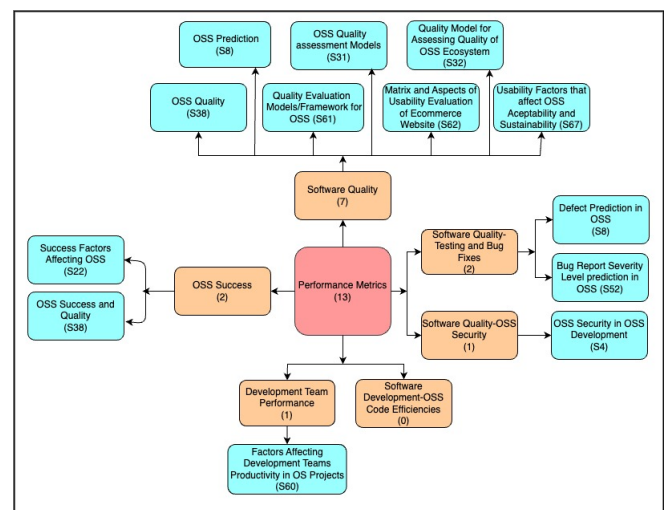 OSS Prediction
(S8)
OSS Quality
assessment Models
(S31)
Quality Model for
Assessing Quality of
OSS Ecosystem
(S32)
OSS Quality
(S38)
Quality Evaluation
Models/Framework for
OSS (S61)
Matrix and Aspects of
Usability Evaluation
of Ecommerce
Website (S62)
Usability Factors that
affect OSS
Aceptability and
Sustainability (S67)
Software Quality
(7)
Success Factors
Affecting OSS
(S22)
OSS Success and
Quality
(S38)
OSS Success
(2)
Performance Metrics
(13)
Software Quality-
Testing and Bug
Fixes
(2)
Defect Prediction in
OSS
(S8)
Bug Report Severity
Level prediction in
OSS (S52)
Software Quality-OSS
Security
(1)
OSS Security in OSS
Development
(S4)
Development Team
Performance
(1)
Software
Development-OSS
Code Efficiencies
(0)
Factors Affecting
Development Teams
Productivity in OS Projects
(S60)